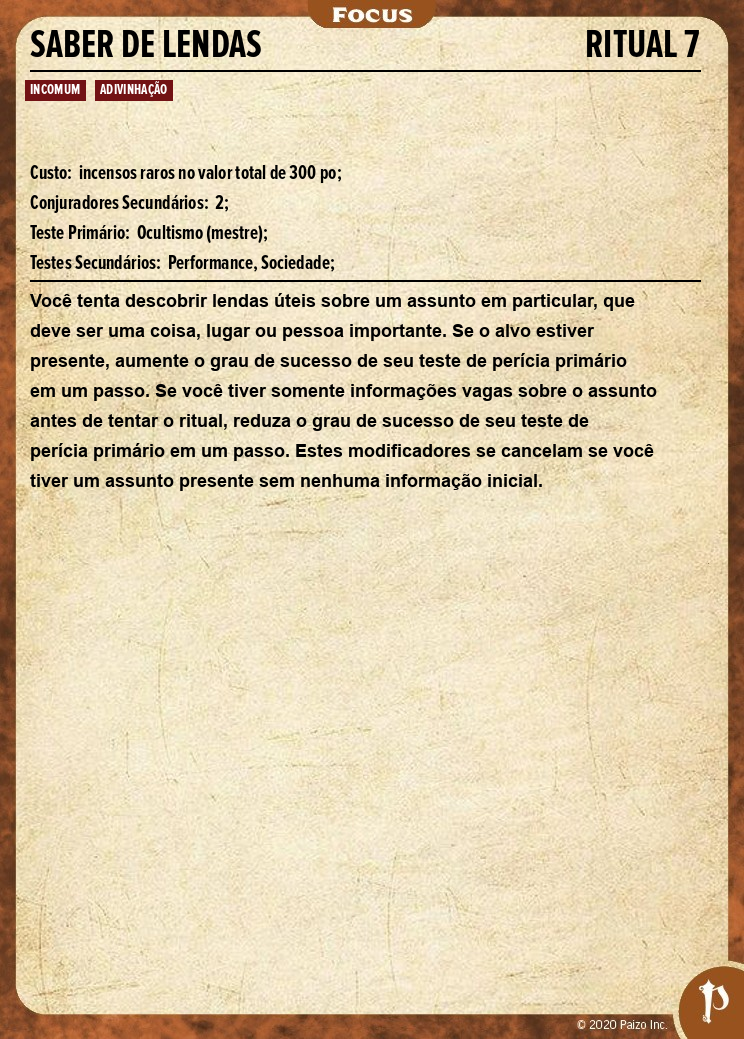 Focus
SABER DE LENDAS RITUAL 7
INCOMUM ADIVINHAÇÃO
Custo: incensos raros no valor total de 300 po;
Conjuradores Secundários: 2;
Teste Primário: Ocultismo (mestre);
Testes Secundários: Performance, Sociedade;
Você tenta descobrir lendas úteis sobre um assunto em particular, que
deve ser uma coisa, lugar ou pessoa importante. Se o alvo estiver
presente, aumente o grau de sucesso de seu teste de perícia primário
em um passo. Se você tiver somente informações vagas sobre o assunto
antes de tentar o ritual, reduza o grau de sucesso de seu teste de
perícia primário em um passo. Estes modificadores se cancelam se você
tiver um assunto presente sem nenhuma informação inicial.
© 2020 Paizo Inc.
P